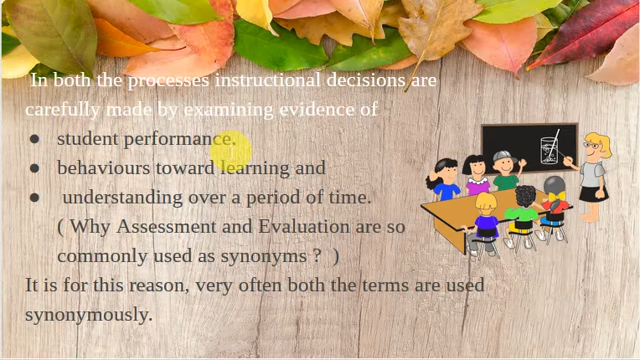 In both the processes instructional decisions are
carefully made by examining evidence of
● student performance.
● behaviours toward learning and
● understanding over a period of time.
( Why Assessment and Evaluation are so
commonly used as synonyms ? )
It is for this reason, very often both the terms are used
synonymously.